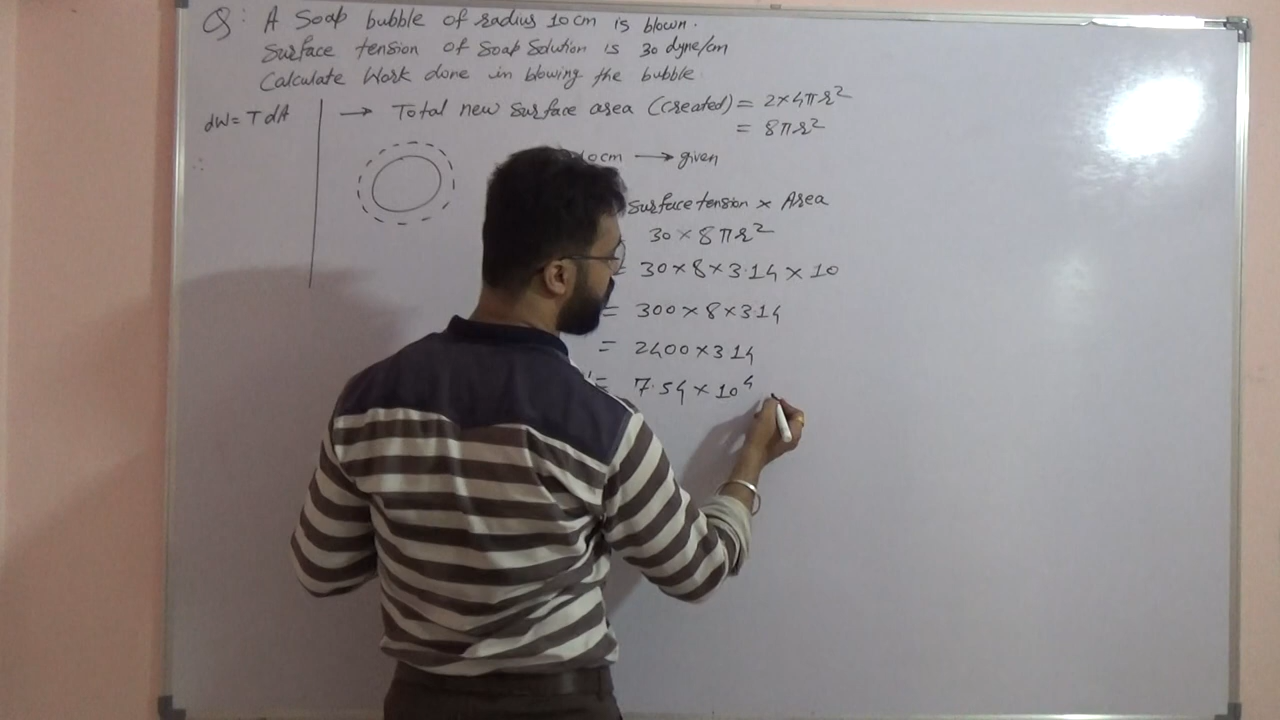 Q: A Soap bubble of radius 10 cm is blown.
Surface tension of Soap Solution is 30 dyne/cm
Calculate Work done in blowing the bubble.
dW = T dA
→ Total new surface area (created) = 2×4πr²
= 8πr²
10cm → given
Surface tension × Area
30 × 8πr²
= 30×8×3.14×10
= 300×8×3.14
= 2400×3.14
= 7.54×10⁴